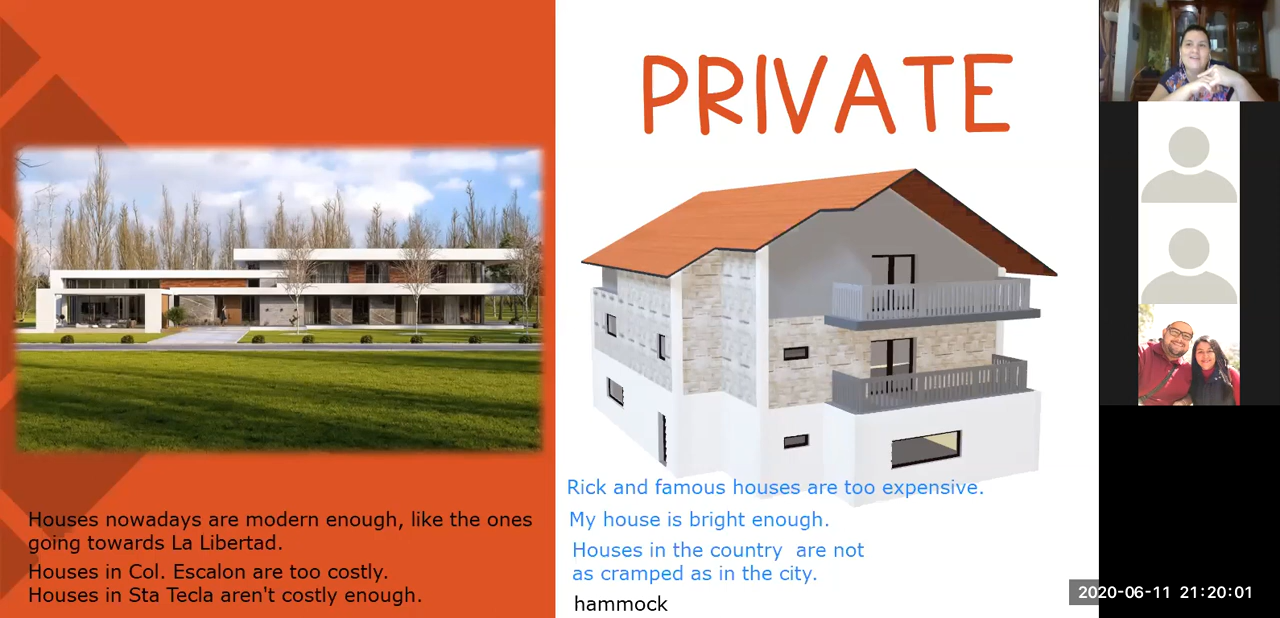 PRIVATE
Houses nowadays are modern enough, like the ones
going towards La Libertad.
Houses in Col. Escalon are too costly.
Houses in Sta Tecla aren't costly enough.
Rick and famous houses are too expensive.
My house is bright enough.
Houses in the country are not
as cramped as in the city.
hammock
2020-06-11 21:20:01